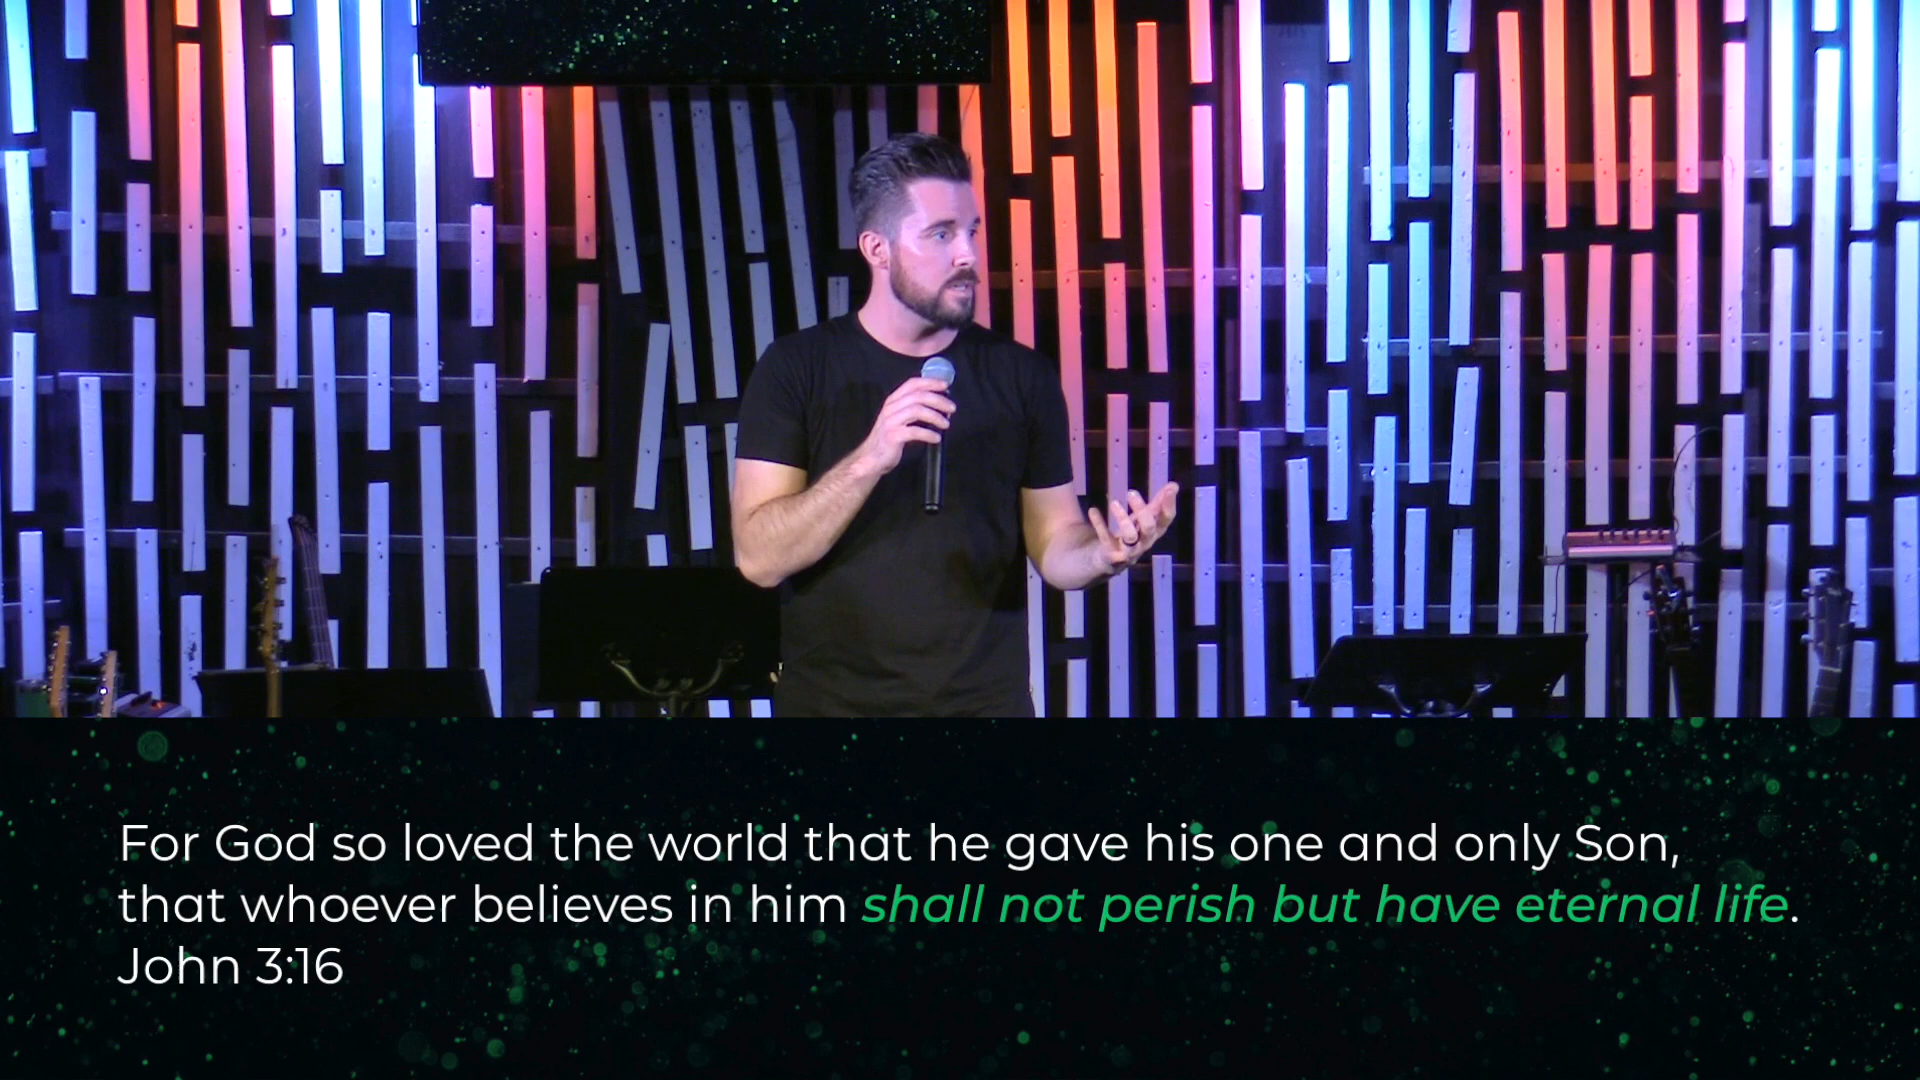 For God so loved the world that he gave his one and only Son,
that whoever believes in him shall not perish but have eternal life.
John 3:16